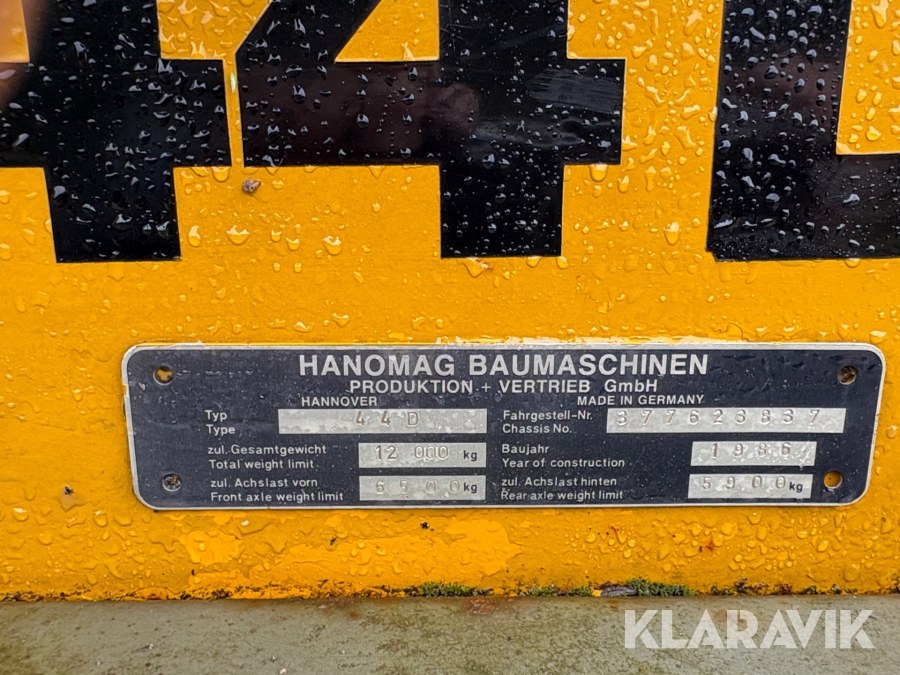 44D
HANOMAG BAUMASCHINEN
PRODUKTION + VERTRIEB GmbH
HANNOVER MADE IN GERMANY
Typ
Type 44D
Fahrgestell-Nr.
Chassis No. 377623837
zul. Gesamtgewicht
Total weight limit 12 000 kg
Baujahr
Year of construction 1986
zul. Achslast vorn
Front axle weight limit 6500 kg
zul. Achslast hinten
Rear axle weight limit 5900 kg
KLARAVIK